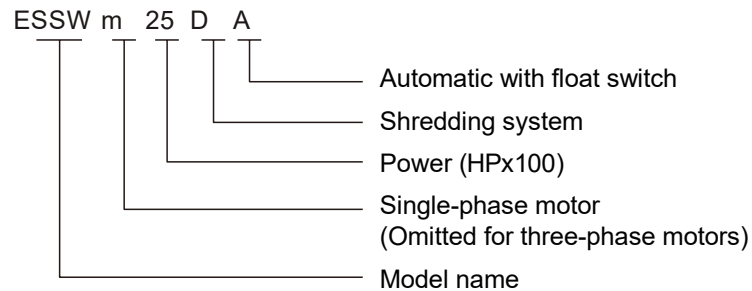 ESSW m 25 D A
Automatic with float switch
Shredding system
Power (HPx100)
Single-phase motor
(Omitted for three-phase motors)
Model name